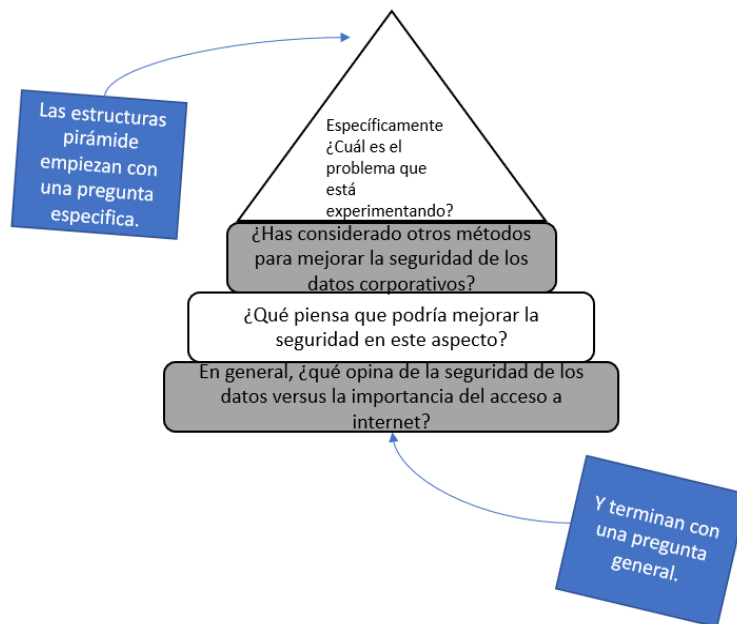 Las estructuras
pirámide
empiezan con
una pregunta
especifica.
Específicamente
¿Cuál es el
problema que
está
experimentando?
¿Has considerado otros métodos
para mejorar la seguridad de los
datos corporativos?
¿Qué piensa que podría mejorar la
seguridad en este aspecto?
En general, ¿qué opina de la seguridad de los
datos versus la importancia del acceso a
internet?
Y terminan con
una pregunta
general.